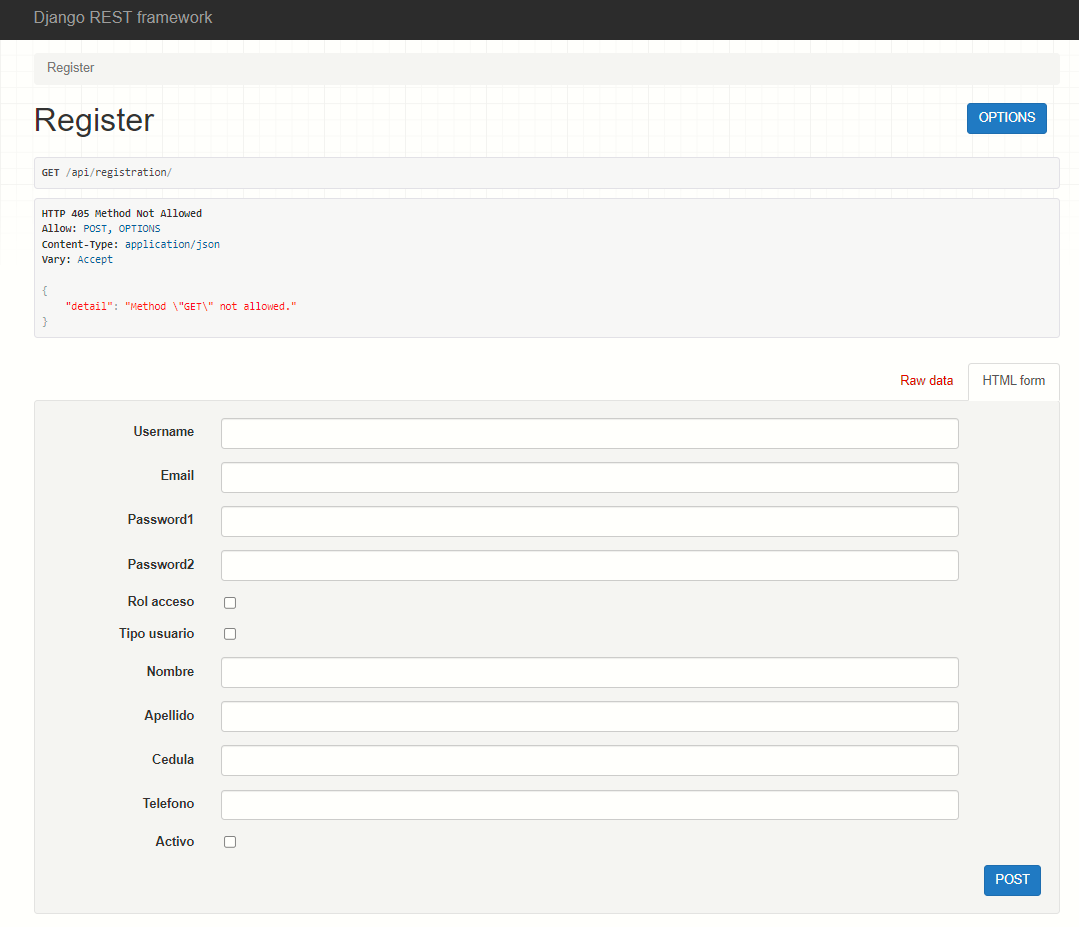 Django REST framework
Register
Register
OPTIONS
GET /api/registration/
HTTP 405 Method Not Allowed
Allow: POST, OPTIONS
Content-Type: application/json
Vary: Accept
{
    "detail": "Method \"GET\" not allowed."
}
Raw data
HTML form
Username
Email
Password1
Password2
Rol acceso
Tipo usuario
Nombre
Apellido
Cedula
Telefono
Activo
POST